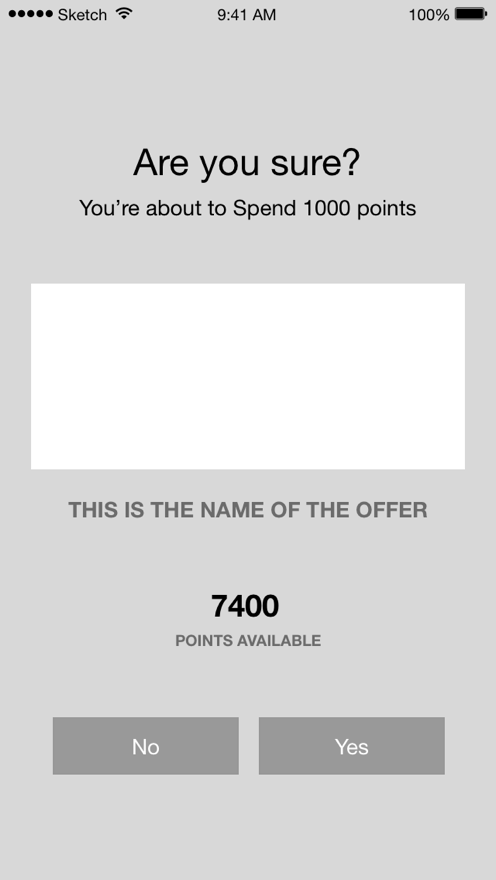 Sketch 9:41 AM 100%
Are you sure?
You’re about to Spend 1000 points
THIS IS THE NAME OF THE OFFER
7400
POINTS AVAILABLE
No Yes